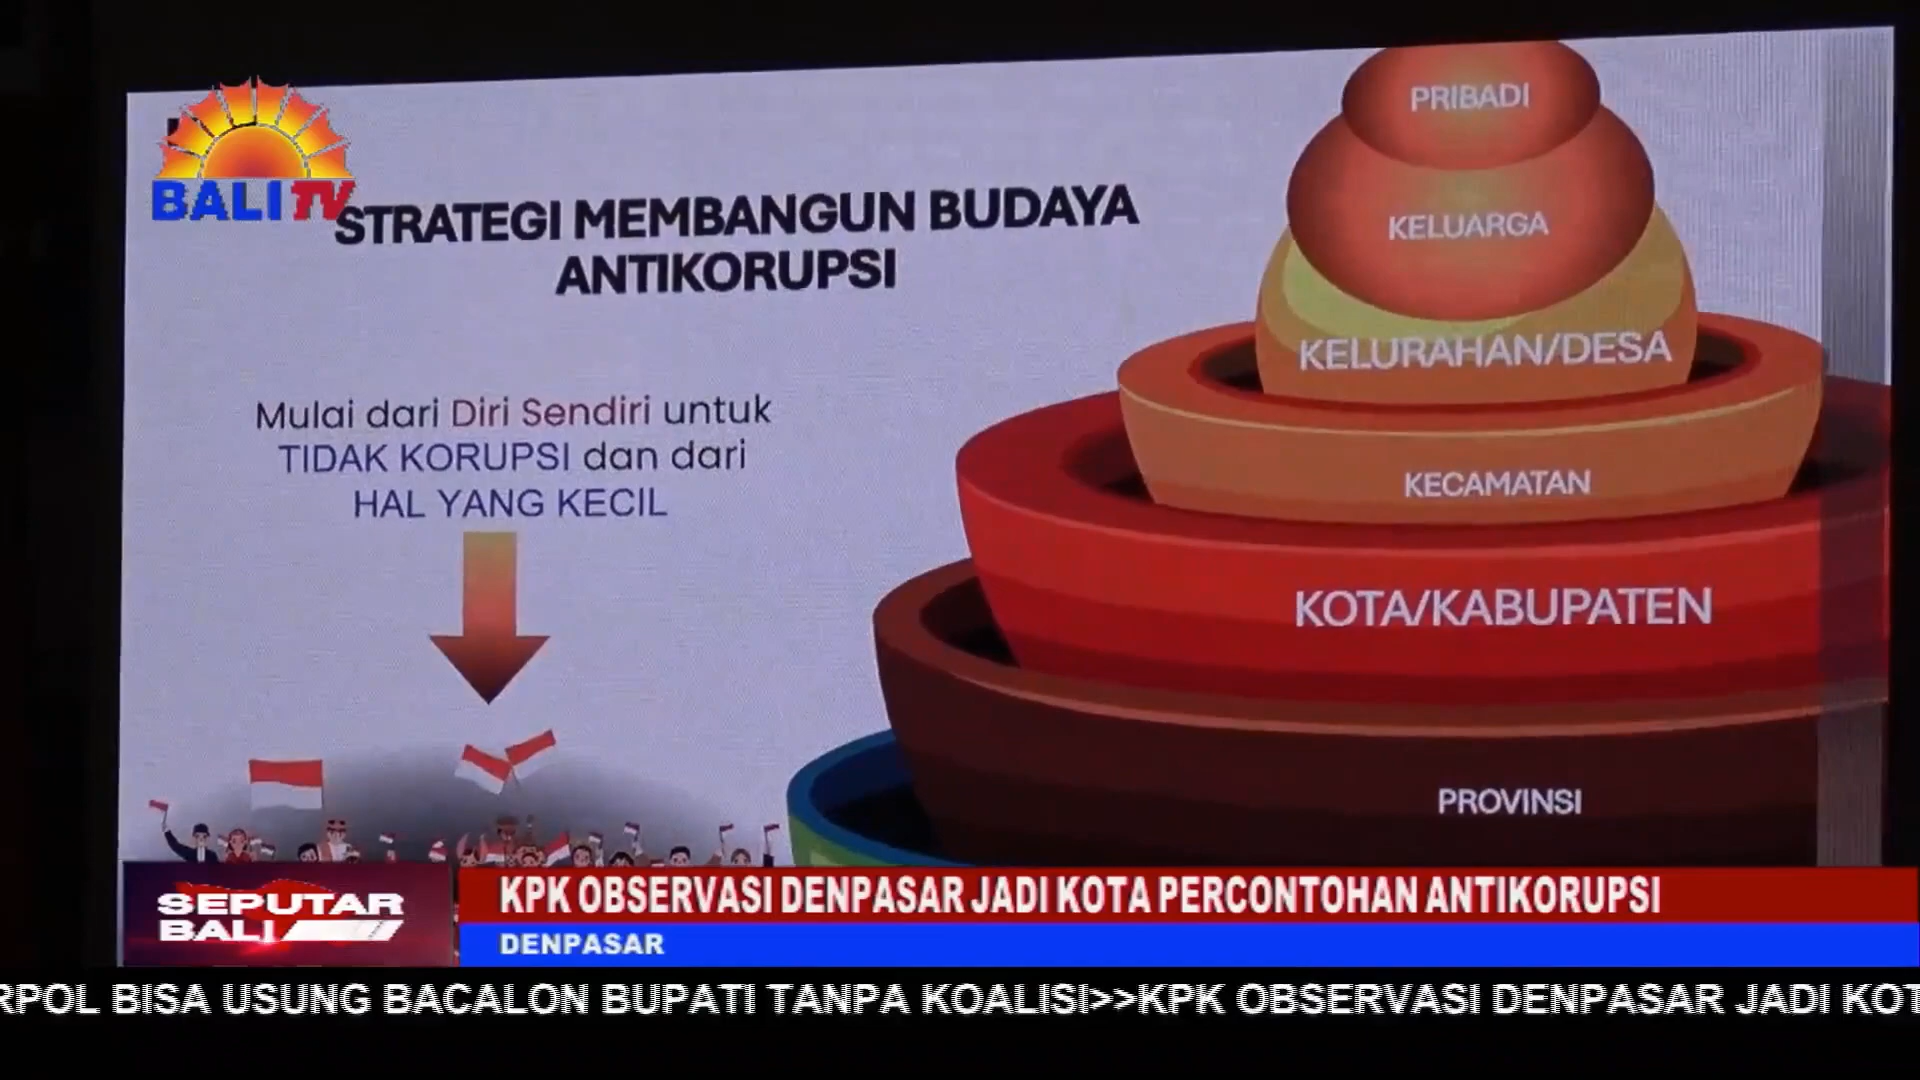 BALI TV
STRATEGI MEMBANGUN BUDAYA
ANTIKORUPSI
Mulai dari Diri Sendiri untuk
TIDAK KORUPSI dan dari
HAL YANG KECIL
PRIBADI
KELUARGA
KELURAHAN/DESA
KECAMATAN
KOTA/KABUPATEN
PROVINSI
SEPUTAR
BALI
KPK OBSERVASI DENPASAR JADI KOTA PERCONTOHAN ANTIKORUPSI
DENPASAR
RPOL BISA USUNG BACALON BUPATI TANPA KOALISI>>KPK OBSERVASI DENPASAR JADI KOT